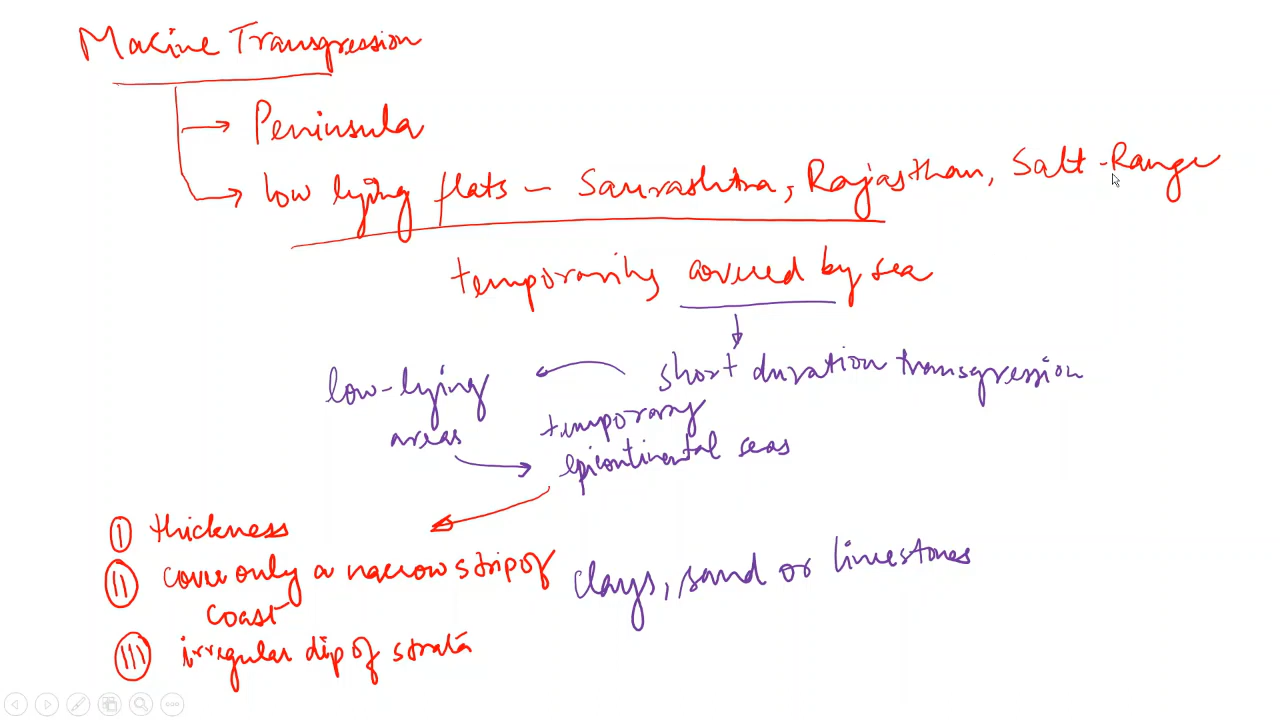 Marine Transgression
→ Peninsula
→ low lying flats – Saurashtra, Rajasthan, Salt-Range
temporarily covered by sea
short duration transgression
low-lying
areas
temporary
epicontinental seas
I thickness
II cover only a narrow strip of
coast
clays, sand or limestones
III irregular dip of strata